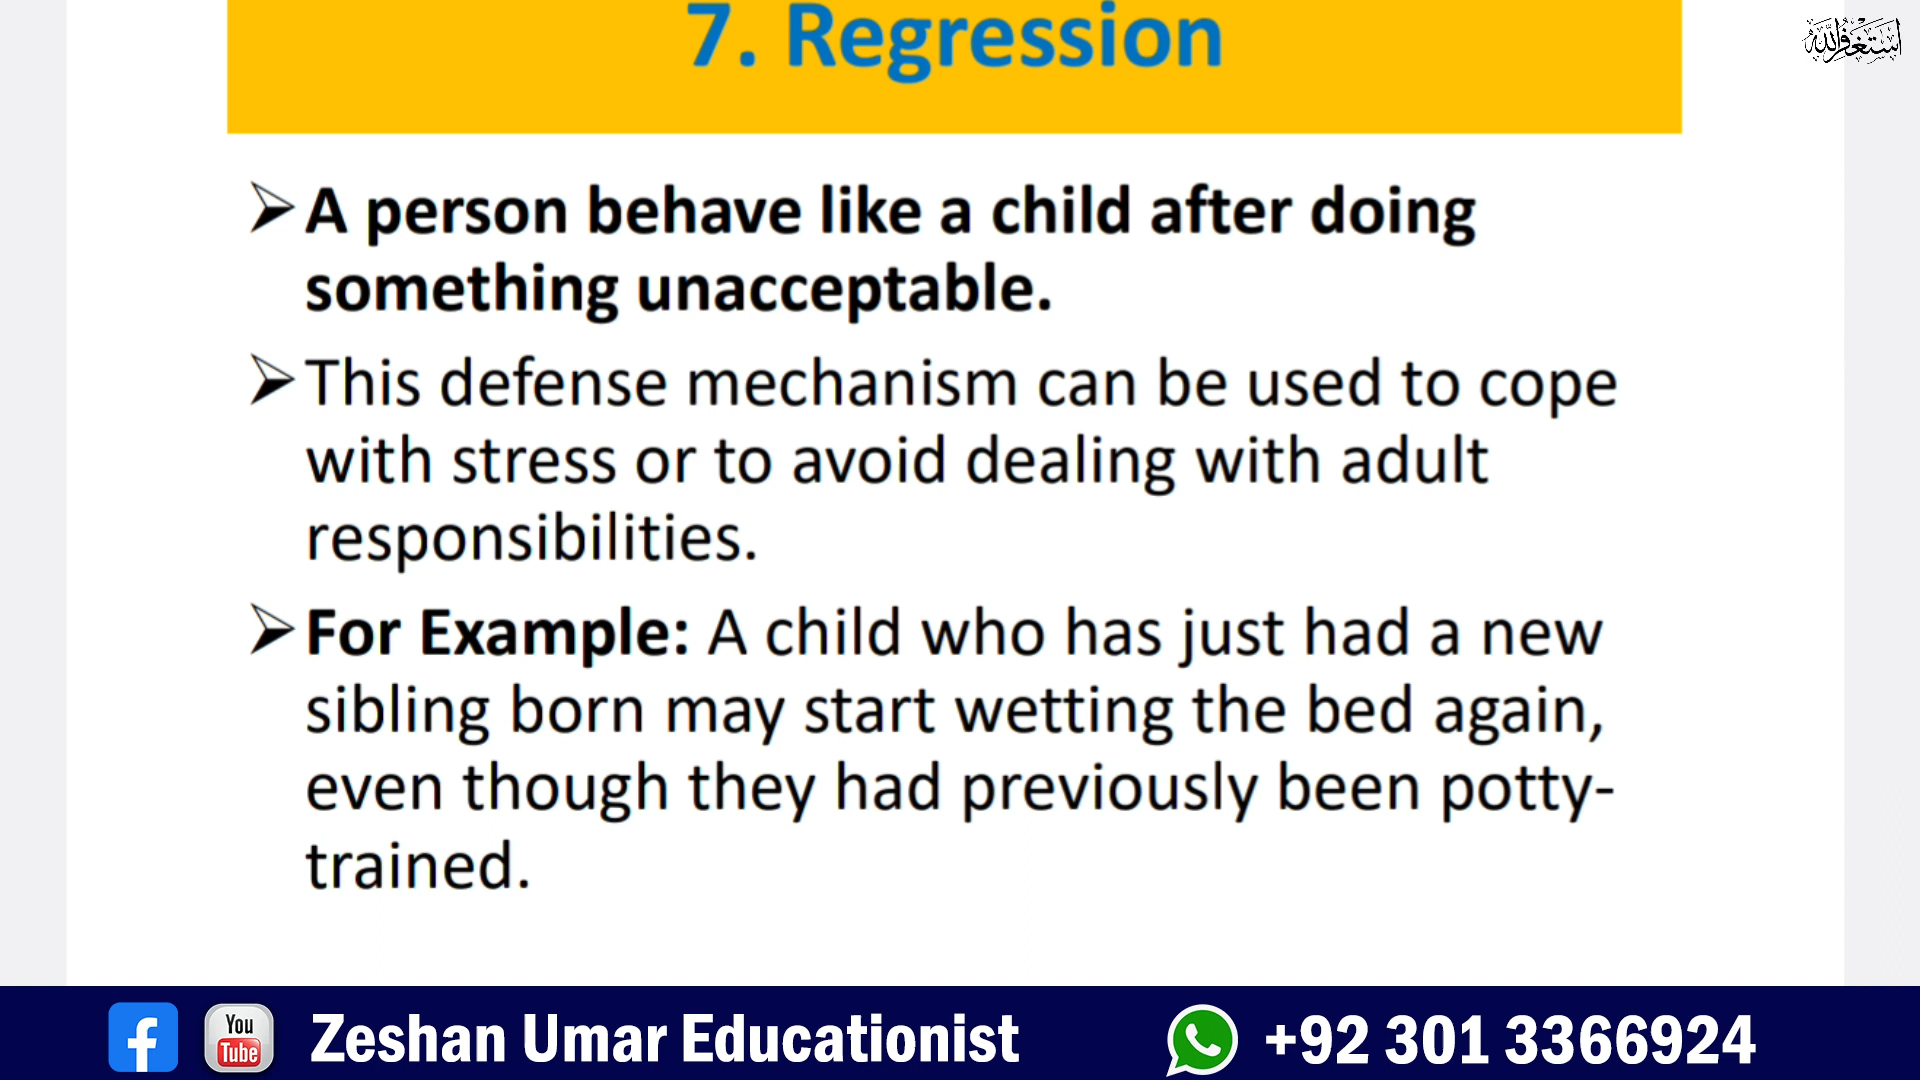 7. Regression
استغفرالله
➢ A person behave like a child after doing
something unacceptable.
➢ This defense mechanism can be used to cope
with stress or to avoid dealing with adult
responsibilities.
➢ For Example: A child who has just had a new
sibling born may start wetting the bed again,
even though they had previously been potty-
trained.
f You Tube Zeshan Umar Educationist +92 301 3366924